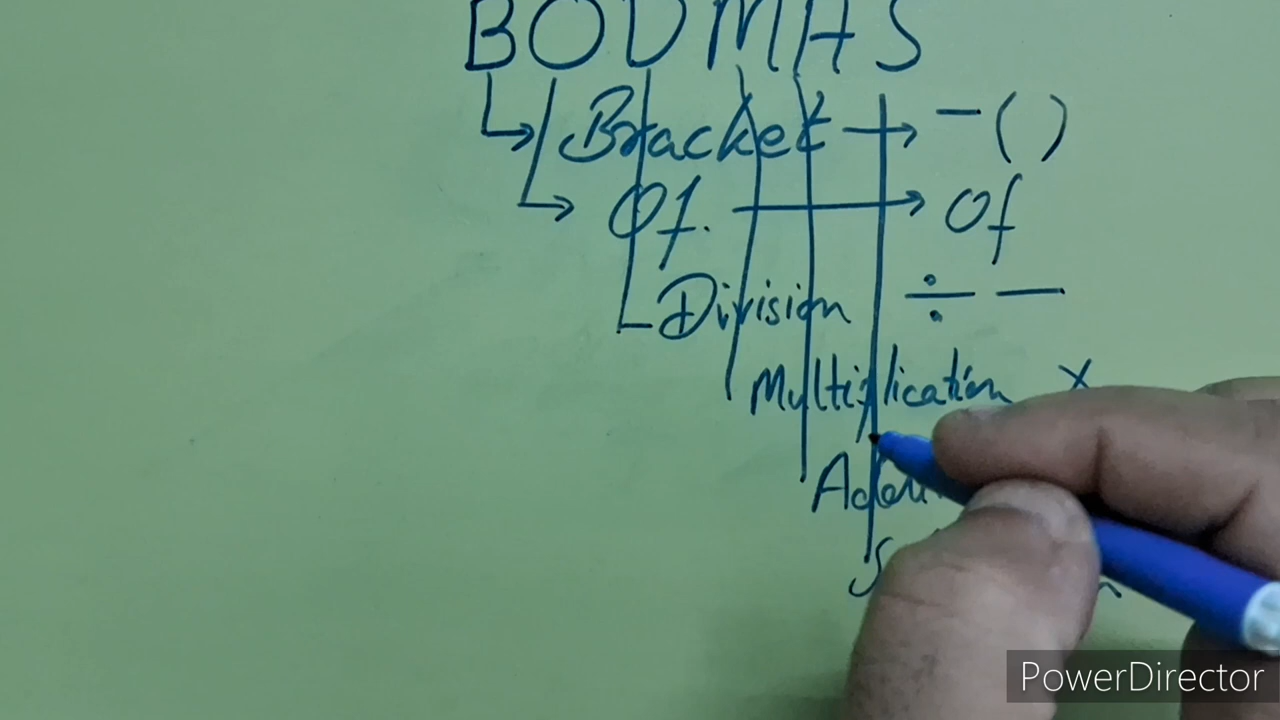 BODMAS
Bracket → — ( )
Of. → Of
Division ÷ —
Multiplication ×
PowerDirector